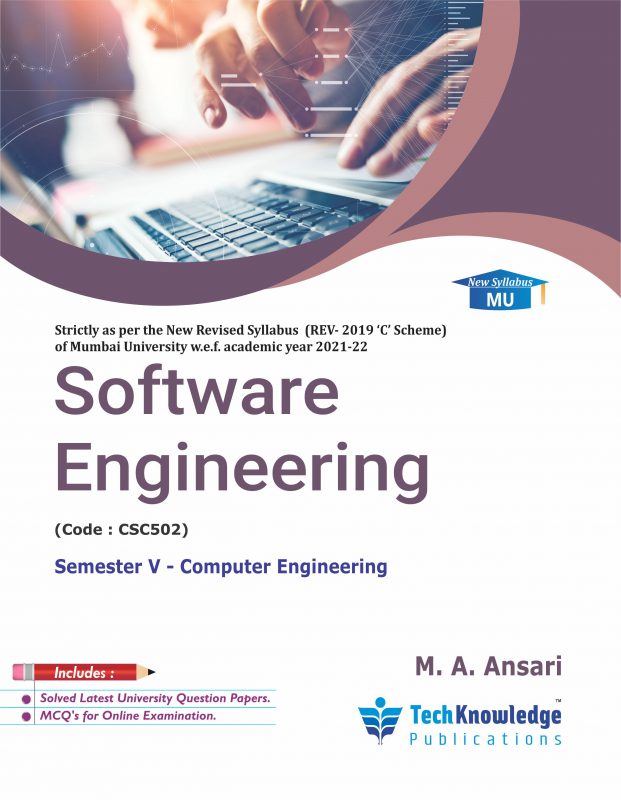 New Syllabus
MU
Strictly as per the New Revised Syllabus (REV- 2019 ‘C’ Scheme)
of Mumbai University w.e.f. academic year 2021-22
Software
Engineering
(Code : CSC502)
Semester V - Computer Engineering
Includes :
Solved Latest University Question Papers.
MCQ's for Online Examination.
M. A. Ansari
TechKnowledge™
Publications